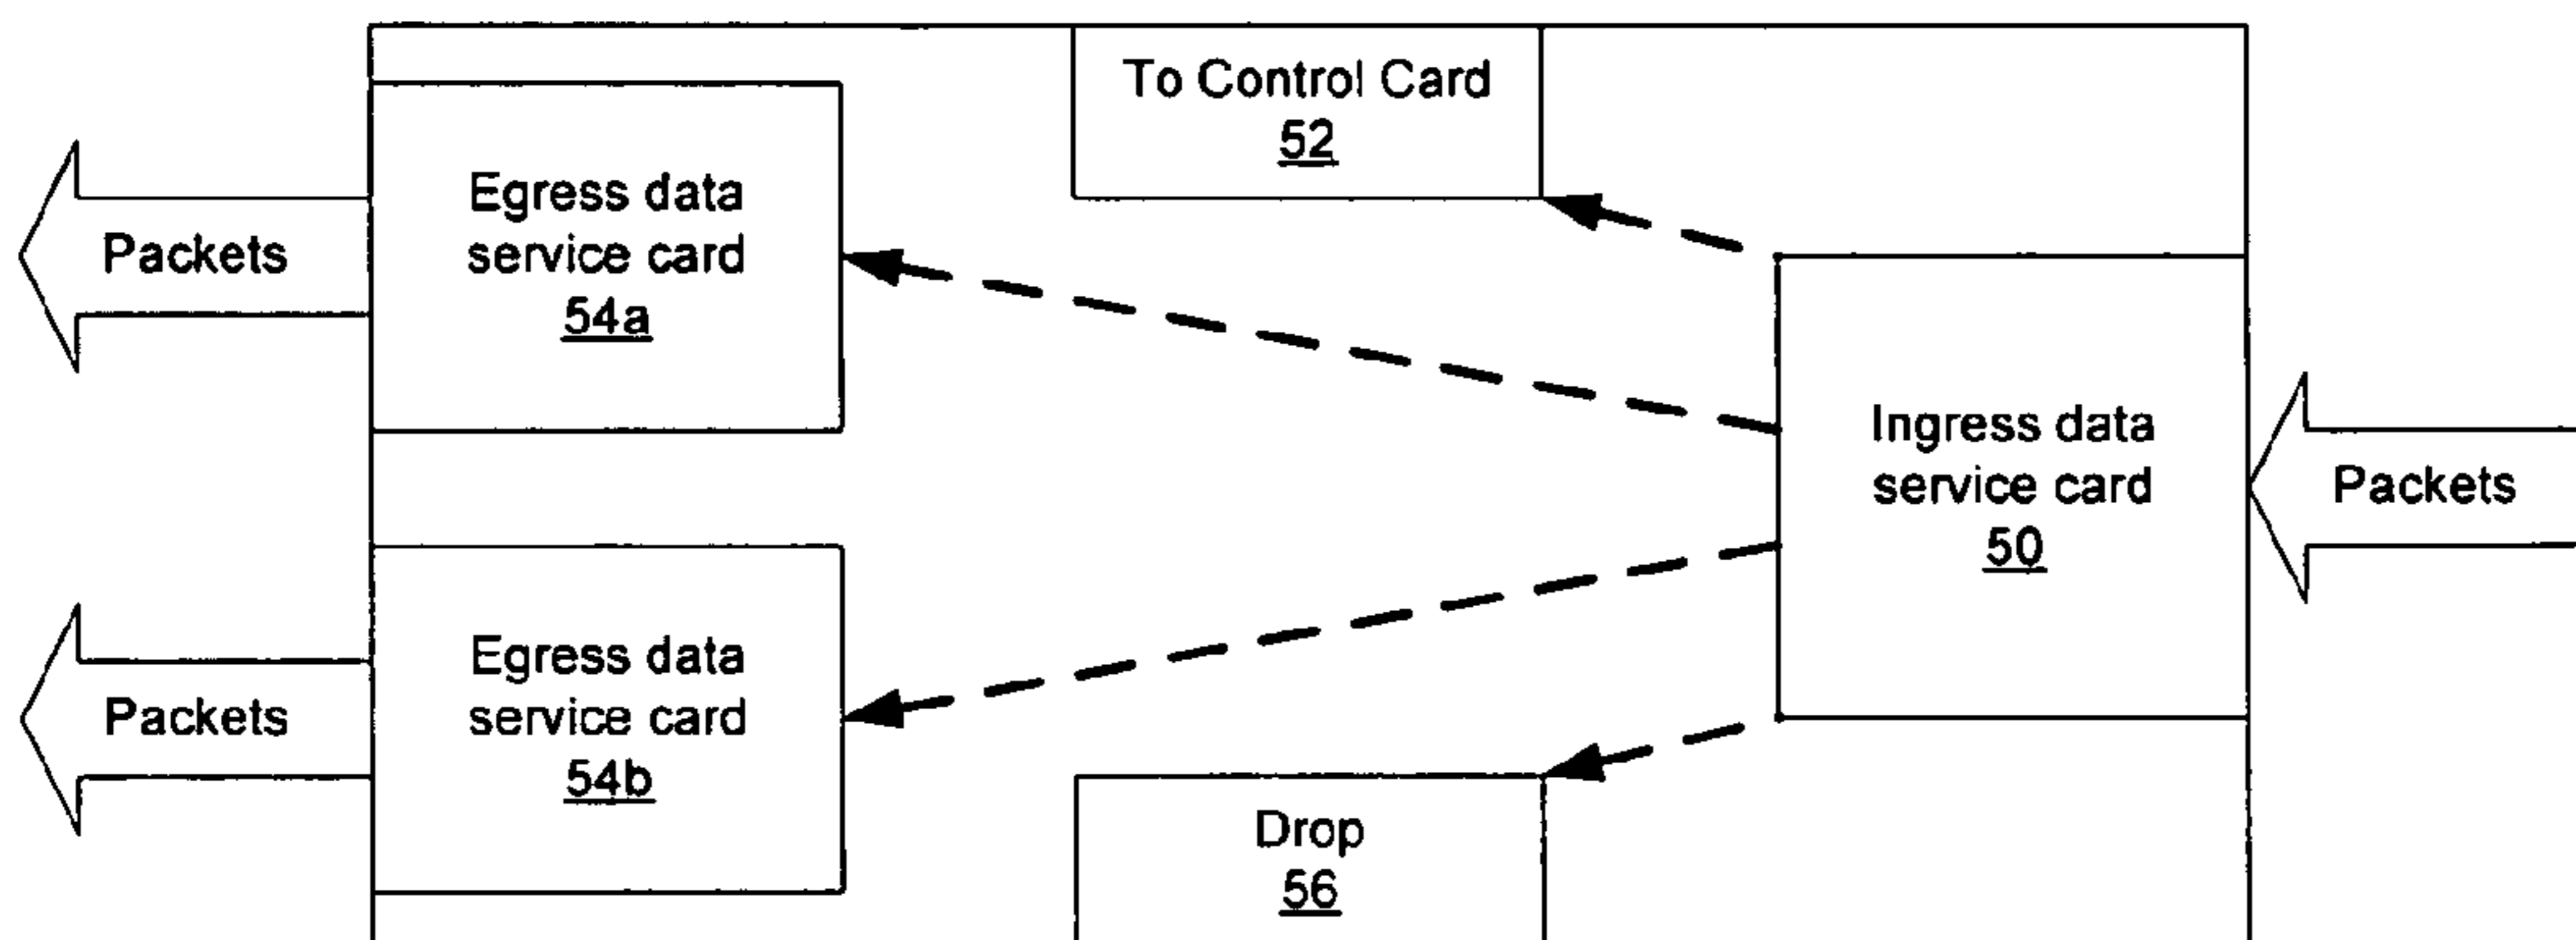 To Control Card
52
Egress data
service card
54a
Packets
Ingress data
service card
50
Packets
Egress data
service card
54b
Packets
Drop
56